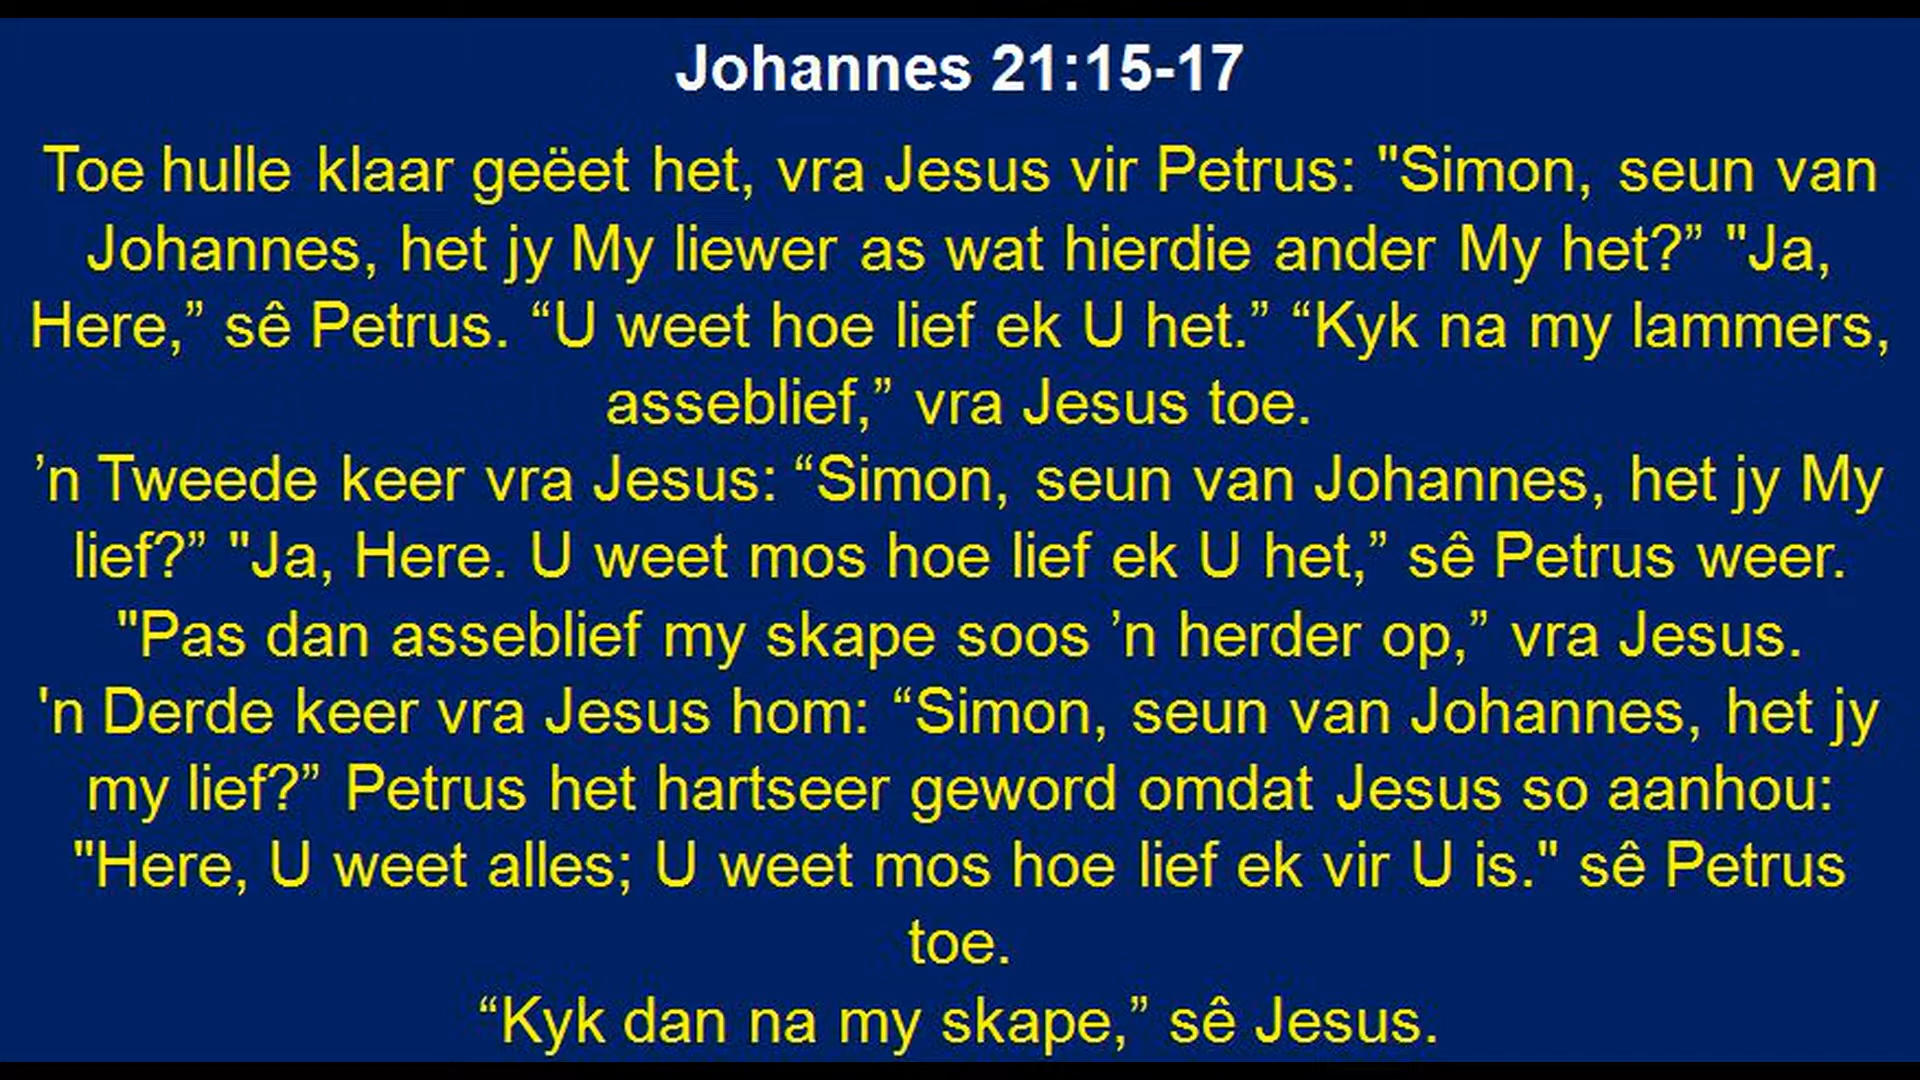 Johannes 21:15-17
Toe hulle klaar geëet het, vra Jesus vir Petrus: "Simon, seun van
Johannes, het jy My liewer as wat hierdie ander My het?” "Ja,
Here,” sê Petrus. “U weet hoe lief ek U het.” “Kyk na my lammers,
asseblief,” vra Jesus toe.
’n Tweede keer vra Jesus: “Simon, seun van Johannes, het jy My
lief?” "Ja, Here. U weet mos hoe lief ek U het,” sê Petrus weer.
"Pas dan asseblief my skape soos ’n herder op,” vra Jesus.
'n Derde keer vra Jesus hom: “Simon, seun van Johannes, het jy
my lief?” Petrus het hartseer geword omdat Jesus so aanhou:
"Here, U weet alles; U weet mos hoe lief ek vir U is." sê Petrus
toe.
“Kyk dan na my skape,” sê Jesus.